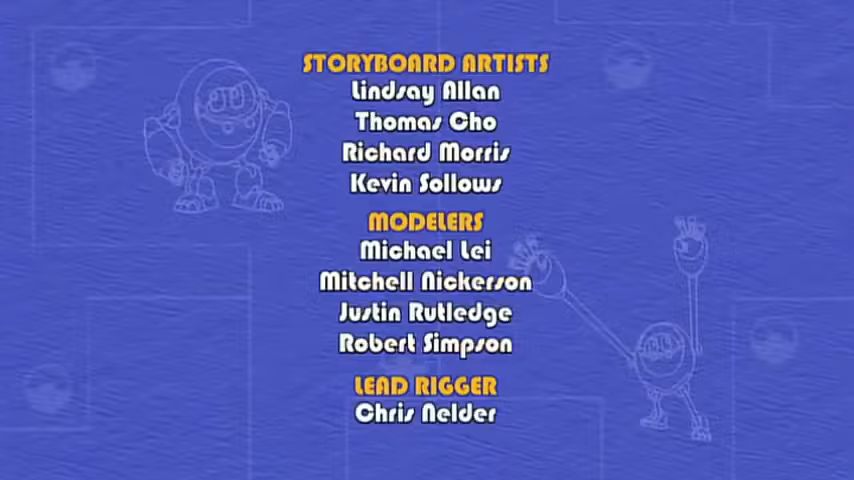 STORYBOARD ARTISTS
Lindsay Allan
Thomas Cho
Richard Morris
Kevin Sollows
MODELERS
Michael Lei
Mitchell Nickerson
Justin Rutledge
Robert Simpson
LEAD RIGGER
Chris Nelder